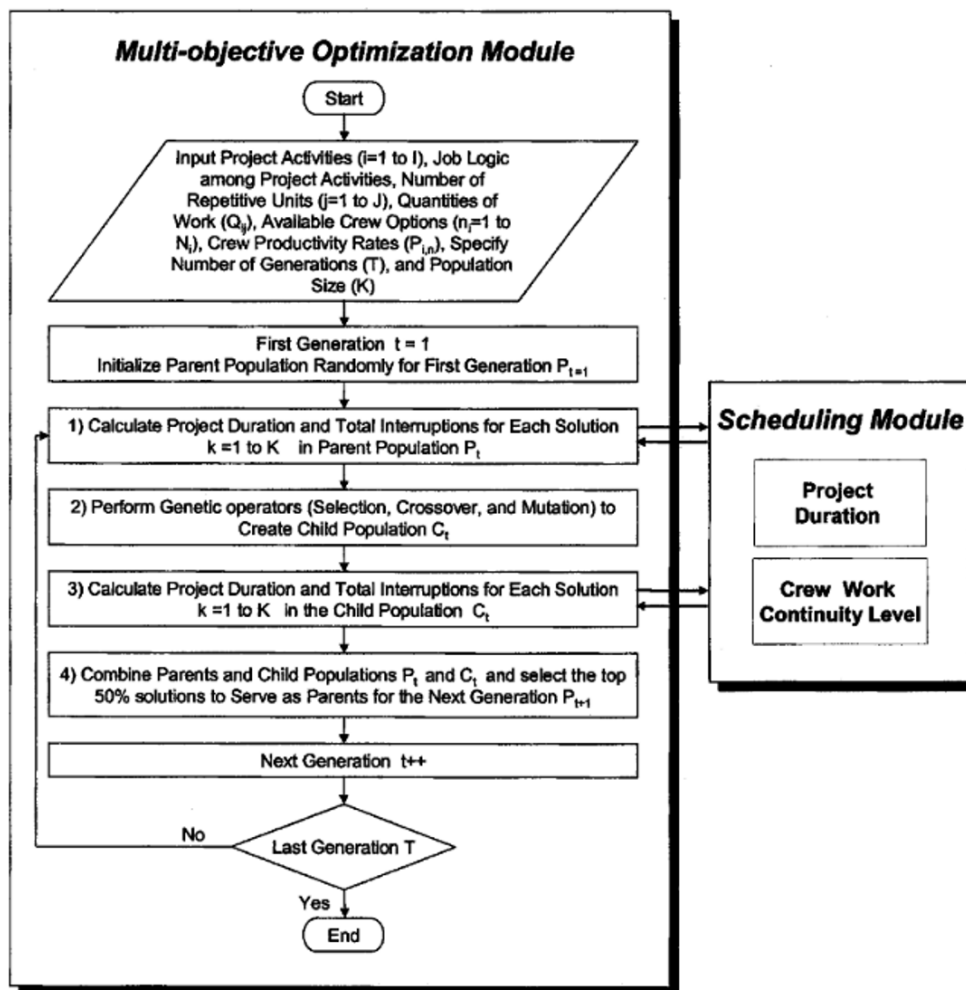 Multi-objective Optimization Module
Start
Input Project Activities (i=1 to I), Job Logic
among Project Activities, Number of
Repetitive Units (j=1 to J), Quantities of
Work (Qij), Available Crew Options (ni=1 to
Ni), Crew Productivity Rates (Pi,n), Specify
Number of Generations (T), and Population
Size (K)
First Generation t = 1
Initialize Parent Population Randomly for First Generation Pt=1
1) Calculate Project Duration and Total Interruptions for Each Solution
k =1 to K in Parent Population Pt
2) Perform Genetic operators (Selection, Crossover, and Mutation) to
Create Child Population Ct
3) Calculate Project Duration and Total Interruptions for Each Solution
k =1 to K in the Child Population Ct
4) Combine Parents and Child Populations Pt and Ct and select the top
50% solutions to Serve as Parents for the Next Generation Pt+1
Next Generation t++
No
Last Generation T
Yes
End
Scheduling Module
Project
Duration
Crew Work
Continuity Level